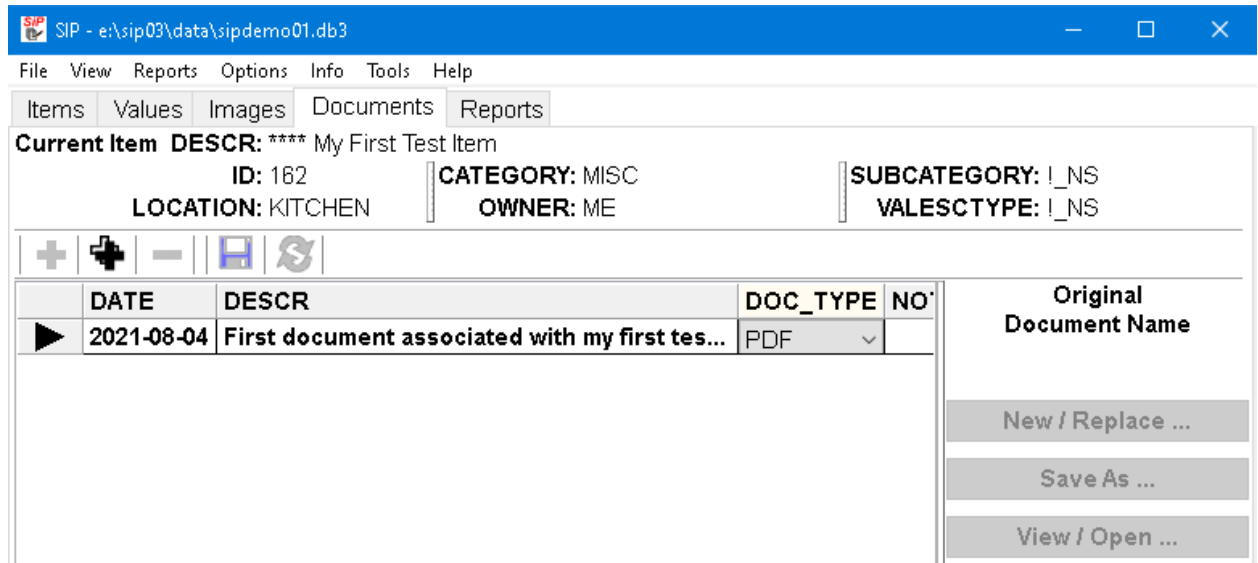 SIP - e:\sip03\data\sipdemo01.db3
File View Reports Options Info Tools Help
Items Values Images Documents Reports
Current Item DESCR: **** My First Test Item
ID: 162 CATEGORY: MISC SUBCATEGORY: !_NS
LOCATION: KITCHEN OWNER: ME VALESCTYPE: !_NS
DATE DESCR DOC_TYPE NOT
2021-08-04 First document associated with my first tes... PDF
Original
Document Name
New / Replace ...
Save As ...
View / Open ...